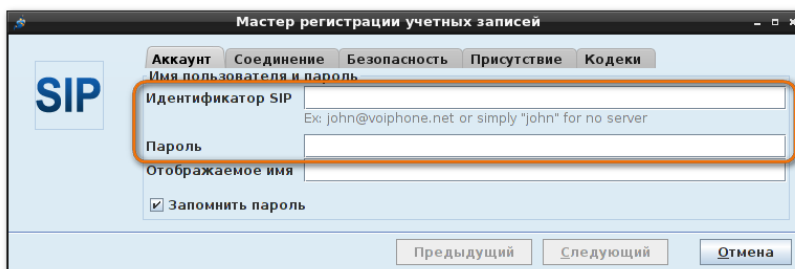 Мастер регистрации учетных записей
SIP
Аккаунт Соединение Безопасность Присутствие Кодеки
Имя пользователя и пароль
Идентификатор SIP
Ex: john@voiphone.net or simply "john" for no server
Пароль
Отображаемое имя
Запомнить пароль
Предыдущий Следующий Отмена